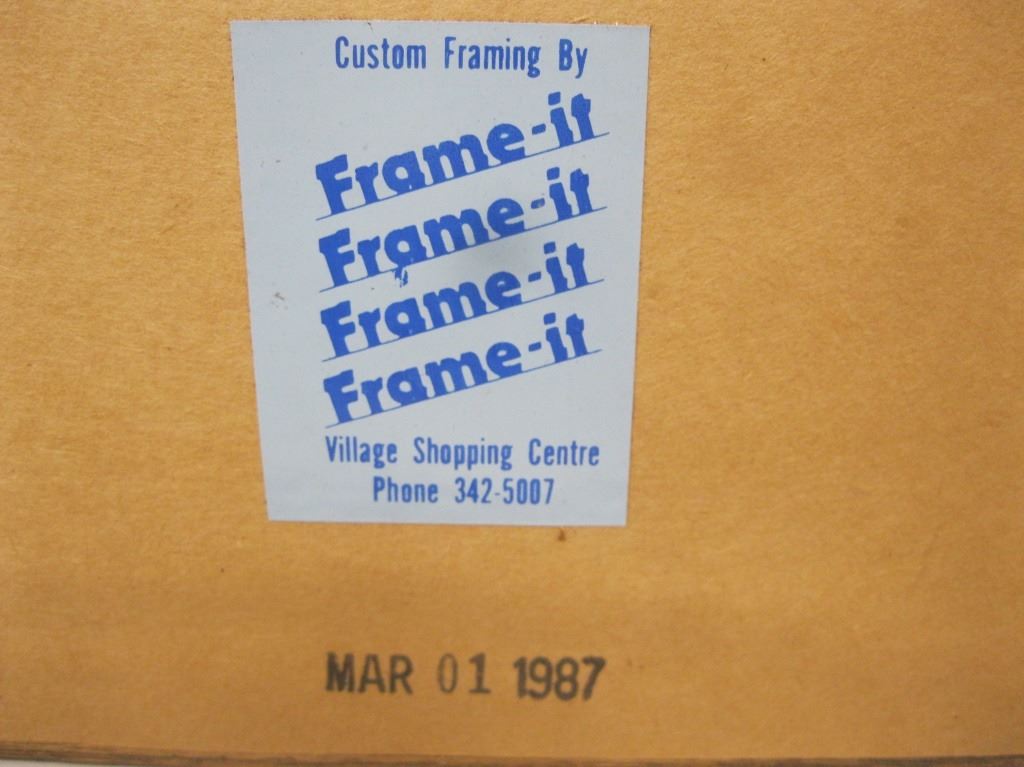 Custom Framing By
Frame-it
Frame-it
Frame-it
Frame-it
Village Shopping Centre
Phone 342-5007
MAR 01 1987